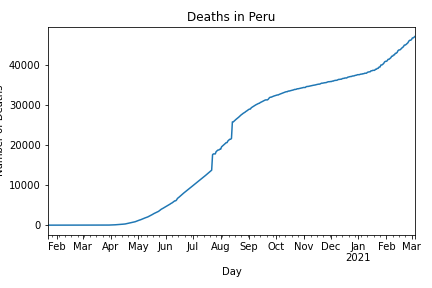 Deaths in Peru
Number of Deaths
40000
30000
20000
10000
0
Feb Mar Apr May Jun Jul Aug Sep Oct Nov Dec Jan Feb Mar
2021
Day